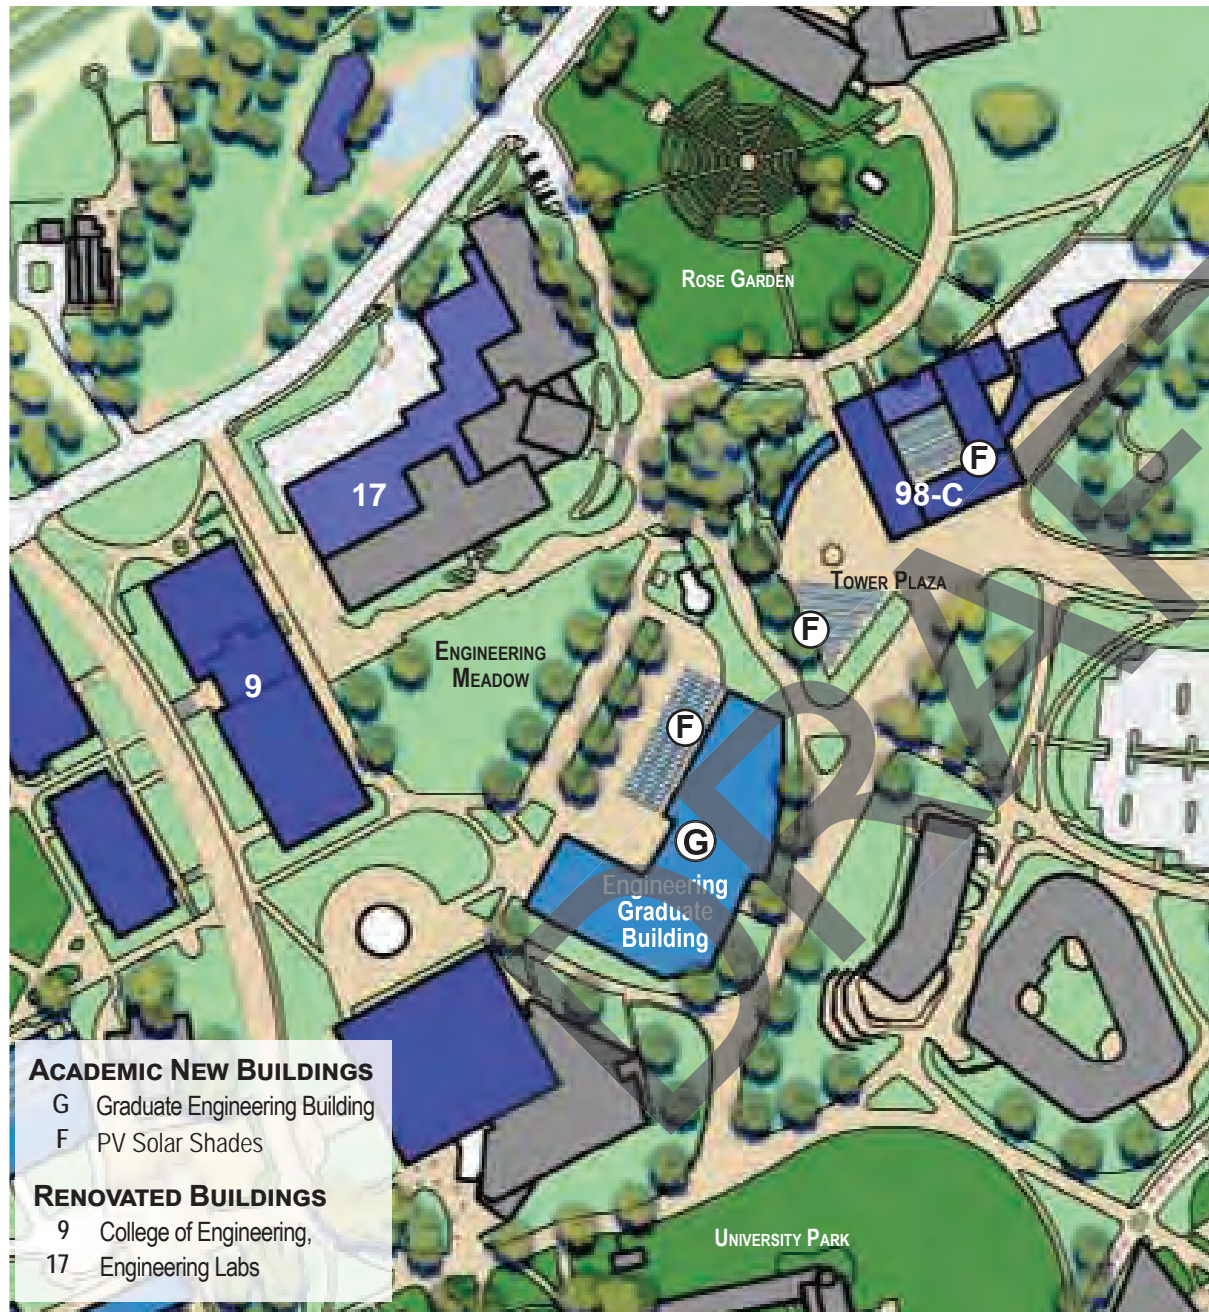 ROSE GARDEN
F
98-C
17
TOWER PLAZA
F
ENGINEERING
MEADOW
9
F
G
Engineering
Graduate
Building
DRAFT
ACADEMIC NEW BUILDINGS
G Graduate Engineering Building
F PV Solar Shades
RENOVATED BUILDINGS
9 College of Engineering,
17 Engineering Labs
UNIVERSITY PARK